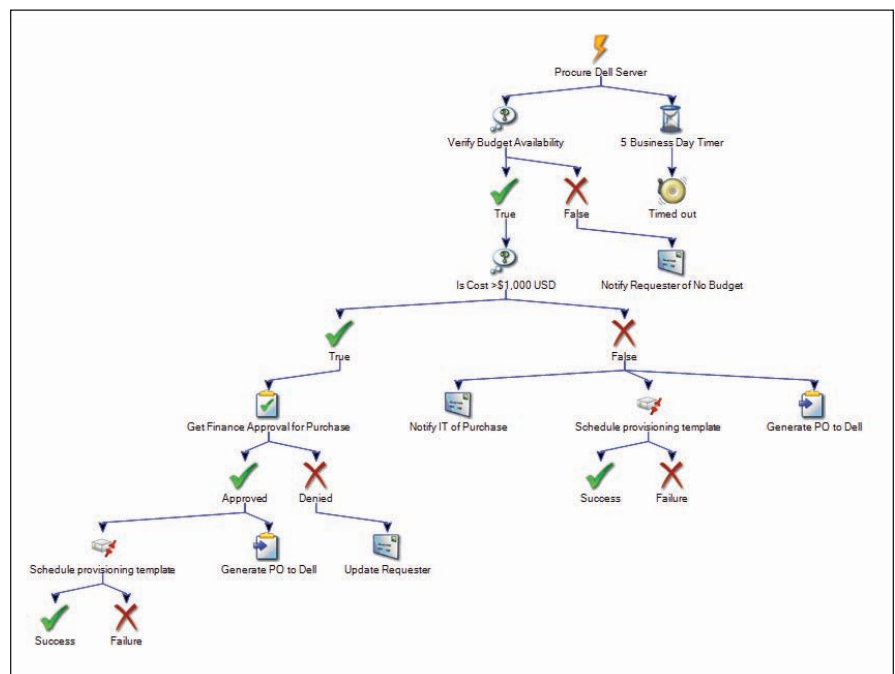 Procure Dell Server
Verify Budget Availability
5 Business Day Timer
True
False
Timed out
Is Cost >$1,000 USD
Notify Requester of No Budget
True
False
Get Finance Approval for Purchase
Notify IT of Purchase
Schedule provisioning template
Generate PO to Dell
Approved
Denied
Success
Failure
Schedule provisioning template
Generate PO to Dell
Update Requester
Success
Failure